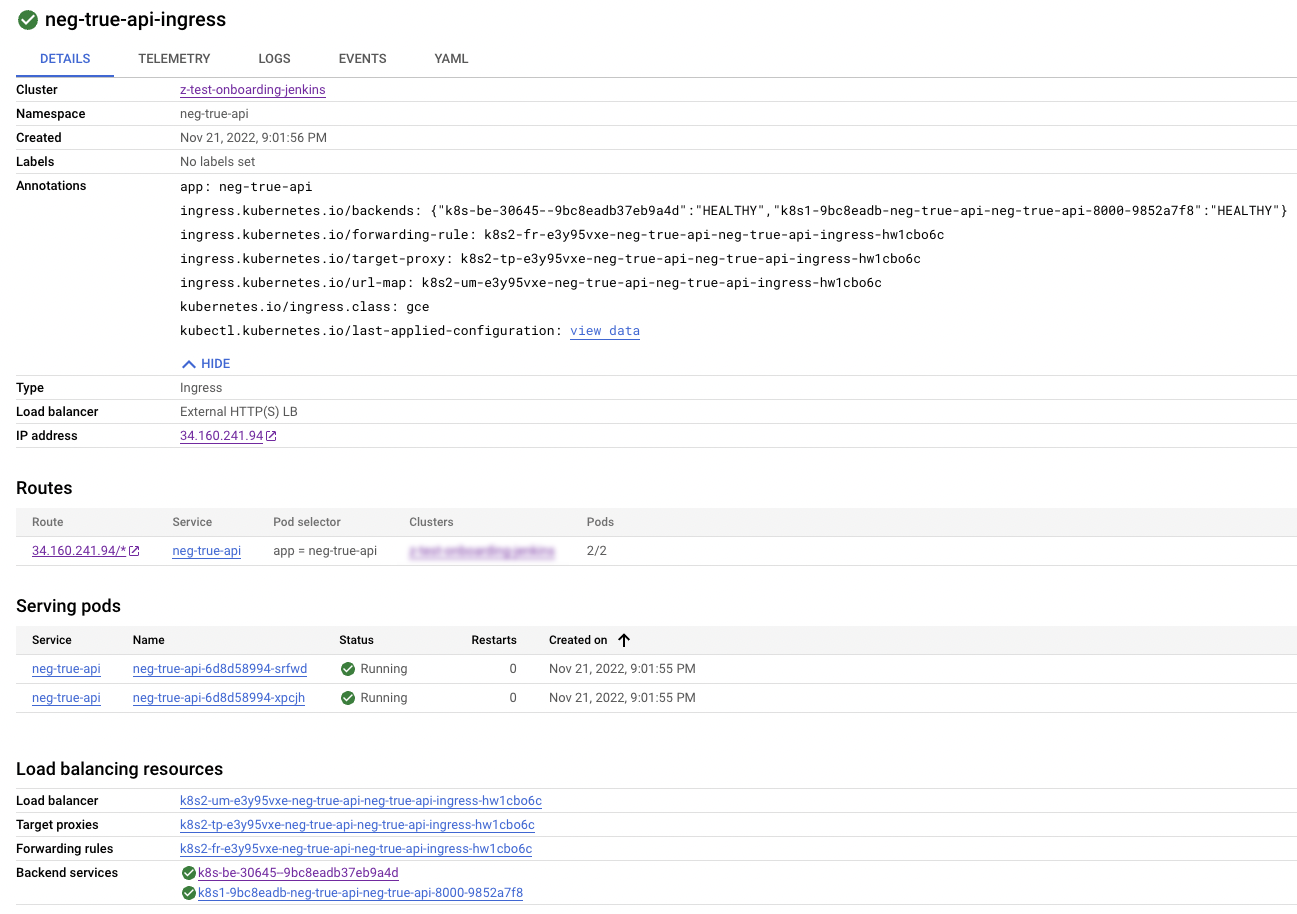 neg-true-api-ingress
DETAILS TELEMETRY LOGS EVENTS YAML
Cluster z-test-onboarding-jenkins
Namespace neg-true-api
Created Nov 21, 2022, 9:01:56 PM
Labels No labels set
Annotations app: neg-true-api
ingress.kubernetes.io/backends: {"k8s-be-30645--9bc8eadb37eb9a4d":"HEALTHY","k8s1-9bc8eadb-neg-true-api-neg-true-api-8000-9852a7f8":"HEALTHY"}
ingress.kubernetes.io/forwarding-rule: k8s2-fr-e3y95vxe-neg-true-api-neg-true-api-ingress-hw1cbo6c
ingress.kubernetes.io/target-proxy: k8s2-tp-e3y95vxe-neg-true-api-neg-true-api-ingress-hw1cbo6c
ingress.kubernetes.io/url-map: k8s2-um-e3y95vxe-neg-true-api-neg-true-api-ingress-hw1cbo6c
kubernetes.io/ingress.class: gce
kubectl.kubernetes.io/last-applied-configuration: view data
HIDE
Type Ingress
Load balancer External HTTP(S) LB
IP address 34.160.241.94
Routes
Route Service Pod selector Clusters Pods
34.160.241.94/* neg-true-api app = neg-true-api 2/2
Serving pods
Service Name Status Restarts Created on
neg-true-api neg-true-api-6d8d58994-srfwd Running 0 Nov 21, 2022, 9:01:55 PM
neg-true-api neg-true-api-6d8d58994-xpcjh Running 0 Nov 21, 2022, 9:01:55 PM
Load balancing resources
Load balancer k8s2-um-e3y95vxe-neg-true-api-neg-true-api-ingress-hw1cbo6c
Target proxies k8s2-tp-e3y95vxe-neg-true-api-neg-true-api-ingress-hw1cbo6c
Forwarding rules k8s2-fr-e3y95vxe-neg-true-api-neg-true-api-ingress-hw1cbo6c
Backend services k8s-be-30645--9bc8eadb37eb9a4d
k8s1-9bc8eadb-neg-true-api-neg-true-api-8000-9852a7f8